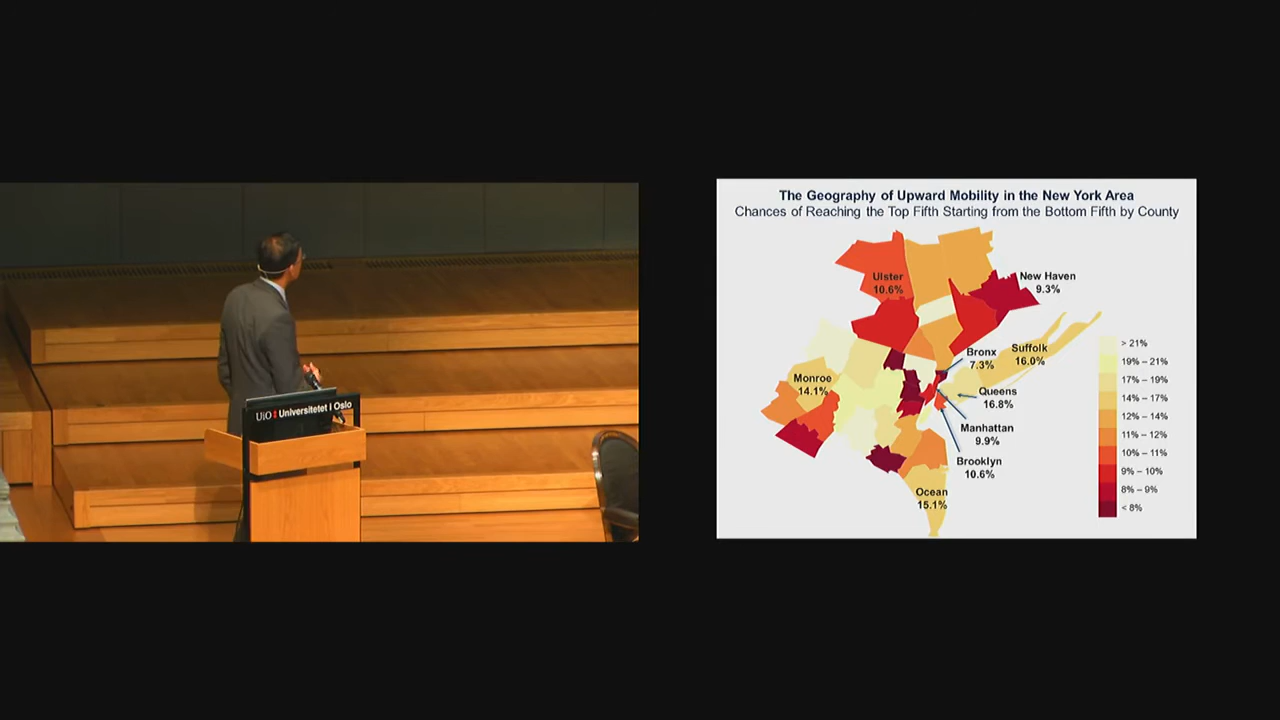 UiO Universitetet i Oslo
The Geography of Upward Mobility in the New York Area
Chances of Reaching the Top Fifth Starting from the Bottom Fifth by County
Ulster
10.6%
New Haven
9.3%
Bronx
7.3%
Suffolk
16.0%
Monroe
14.1%
Queens
16.8%
Manhattan
9.9%
Brooklyn
10.6%
Ocean
15.1%
> 21%
19% – 21%
17% – 19%
14% – 17%
12% – 14%
11% – 12%
10% – 11%
9% – 10%
8% – 9%
< 8%